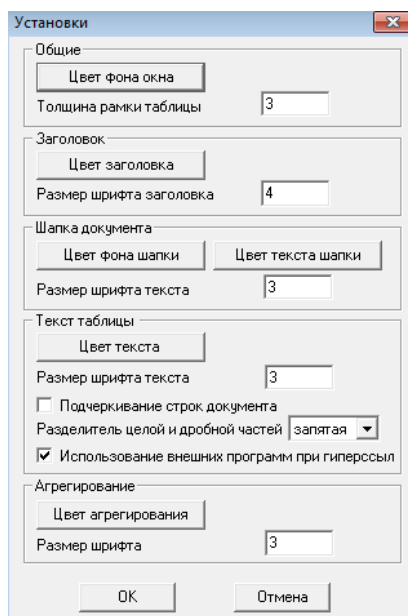 Установки
Общие
Цвет фона окна
Толщина рамки таблицы 3
Заголовок
Цвет заголовка
Размер шрифта заголовка 4
Шапка документа
Цвет фона шапки Цвет текста шапки
Размер шрифта текста 3
Текст таблицы
Цвет текста
Размер шрифта текста 3
Подчеркивание строк документа
Разделитель целой и дробной частей запятая
Использование внешних программ при гиперссыл
Агрегирование
Цвет агрегирования
Размер шрифта 3
OK Отмена